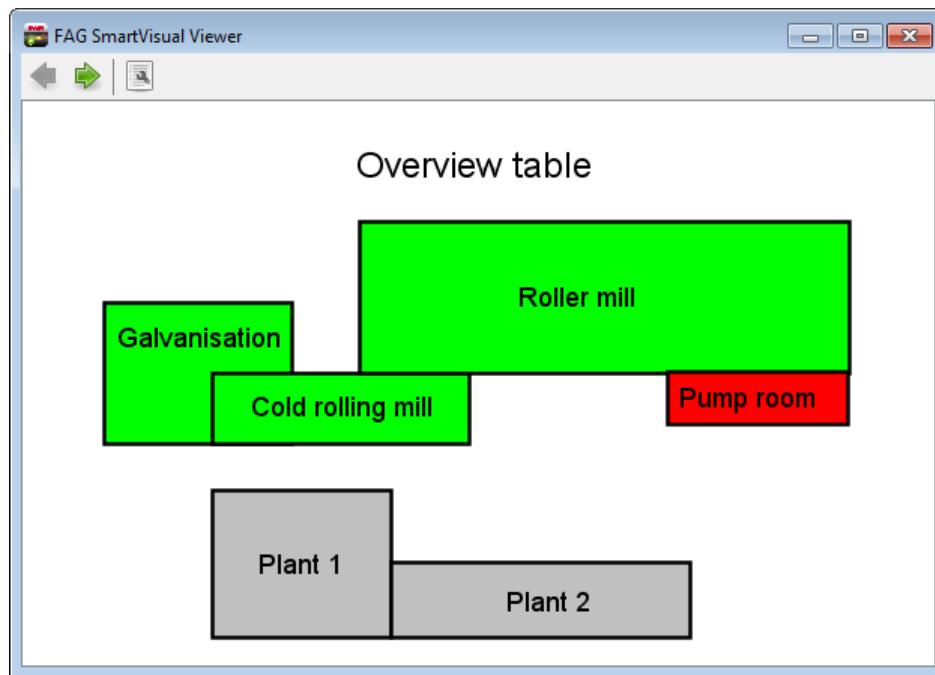 FAG SmartVisual Viewer
Overview table
Roller mill
Galvanisation
Cold rolling mill
Pump room
Plant 1
Plant 2